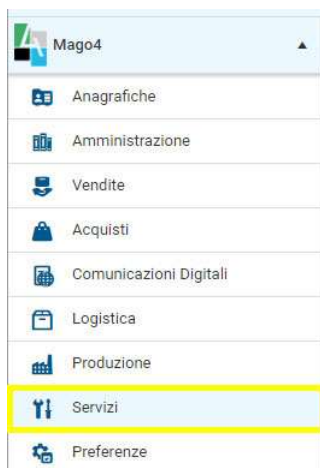 Mago4
Anagrafiche
Amministrazione
Vendite
Acquisti
Comunicazioni Digitali
Logistica
Produzione
Servizi
Preferenze